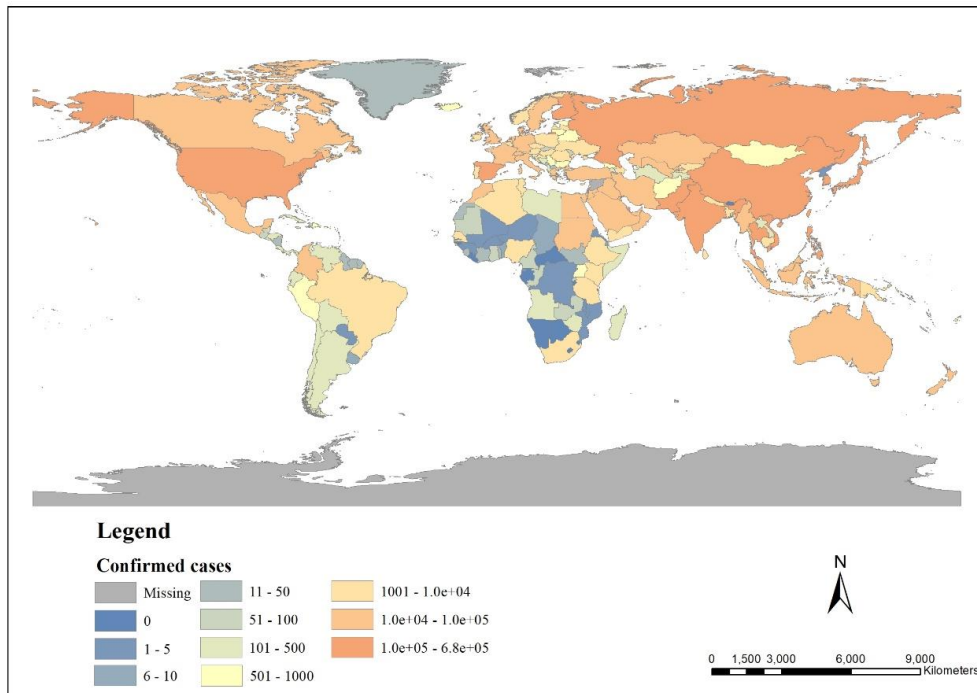 Legend
Confirmed cases
Missing
0
1 - 5
6 - 10
11 - 50
51 - 100
101 - 500
501 - 1000
1001 - 1.0e+04
1.0e+04 - 1.0e+05
1.0e+05 - 6.8e+05
N
0 1,500 3,000 6,000 9,000
Kilometers